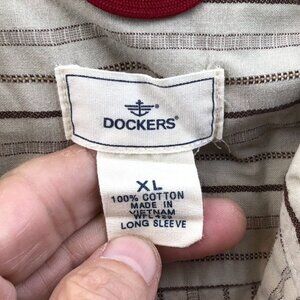 DOCKERS®
XL
100% COTTON
MADE IN
VIETNAM
LONG SLEEVE